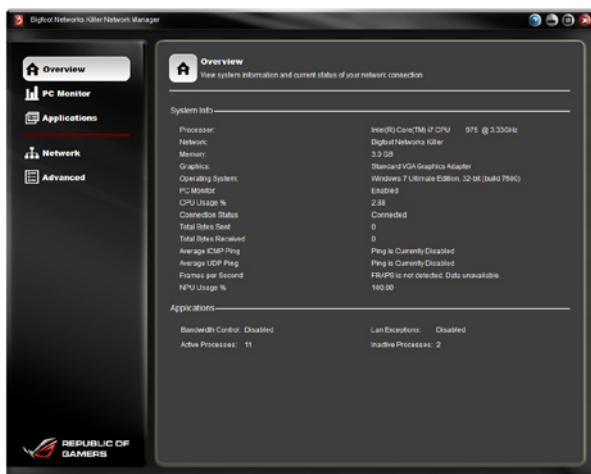 Bigfoot Networks Killer Network Manager
Overview
PC Monitor
Applications
Network
Advanced
Overview
View system information and current status of your network connection
System Info
Processor: Intel(R) Core(TM) i7 CPU 975 @ 3.33GHz
Network: Bigfoot Networks Killer
Memory: 3.0 GB
Graphics: Standard VGA Graphics Adapter
Operating System: Windows 7 Ultimate Edition, 32-bit (build 7600)
PC Monitor: Enabled
CPU Usage % 2.88
Connection Status Connected
Total Bytes Sent 0
Total Bytes Received 0
Average ICMP Ping Ping is Currently Disabled
Average UDP Ping Ping is Currently Disabled
Frames per Second FRAPS is not detected. Data unavailable.
NPU Usage % 100.00
Applications
Bandwidth Control: Disabled Lan Exceptions: Disabled
Active Processes: 11 Inactive Processes: 2
REPUBLIC OF
GAMERS